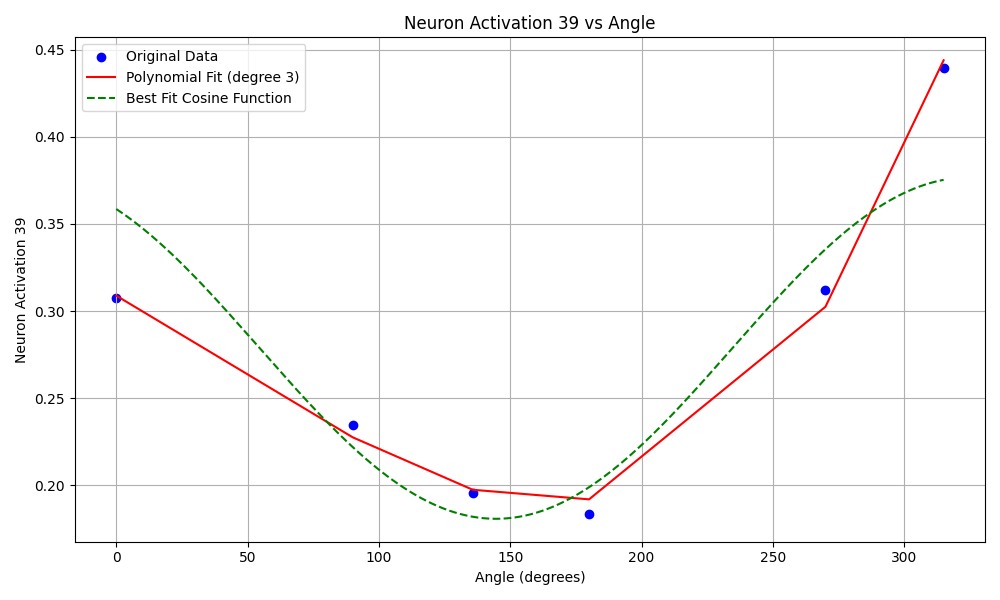 Neuron Activation 39 vs Angle
Original Data
Polynomial Fit (degree 3)
Best Fit Cosine Function
Neuron Activation 39
0.45
0.40
0.35
0.30
0.25
0.20
0 50 100 150 200 250 300
Angle (degrees)